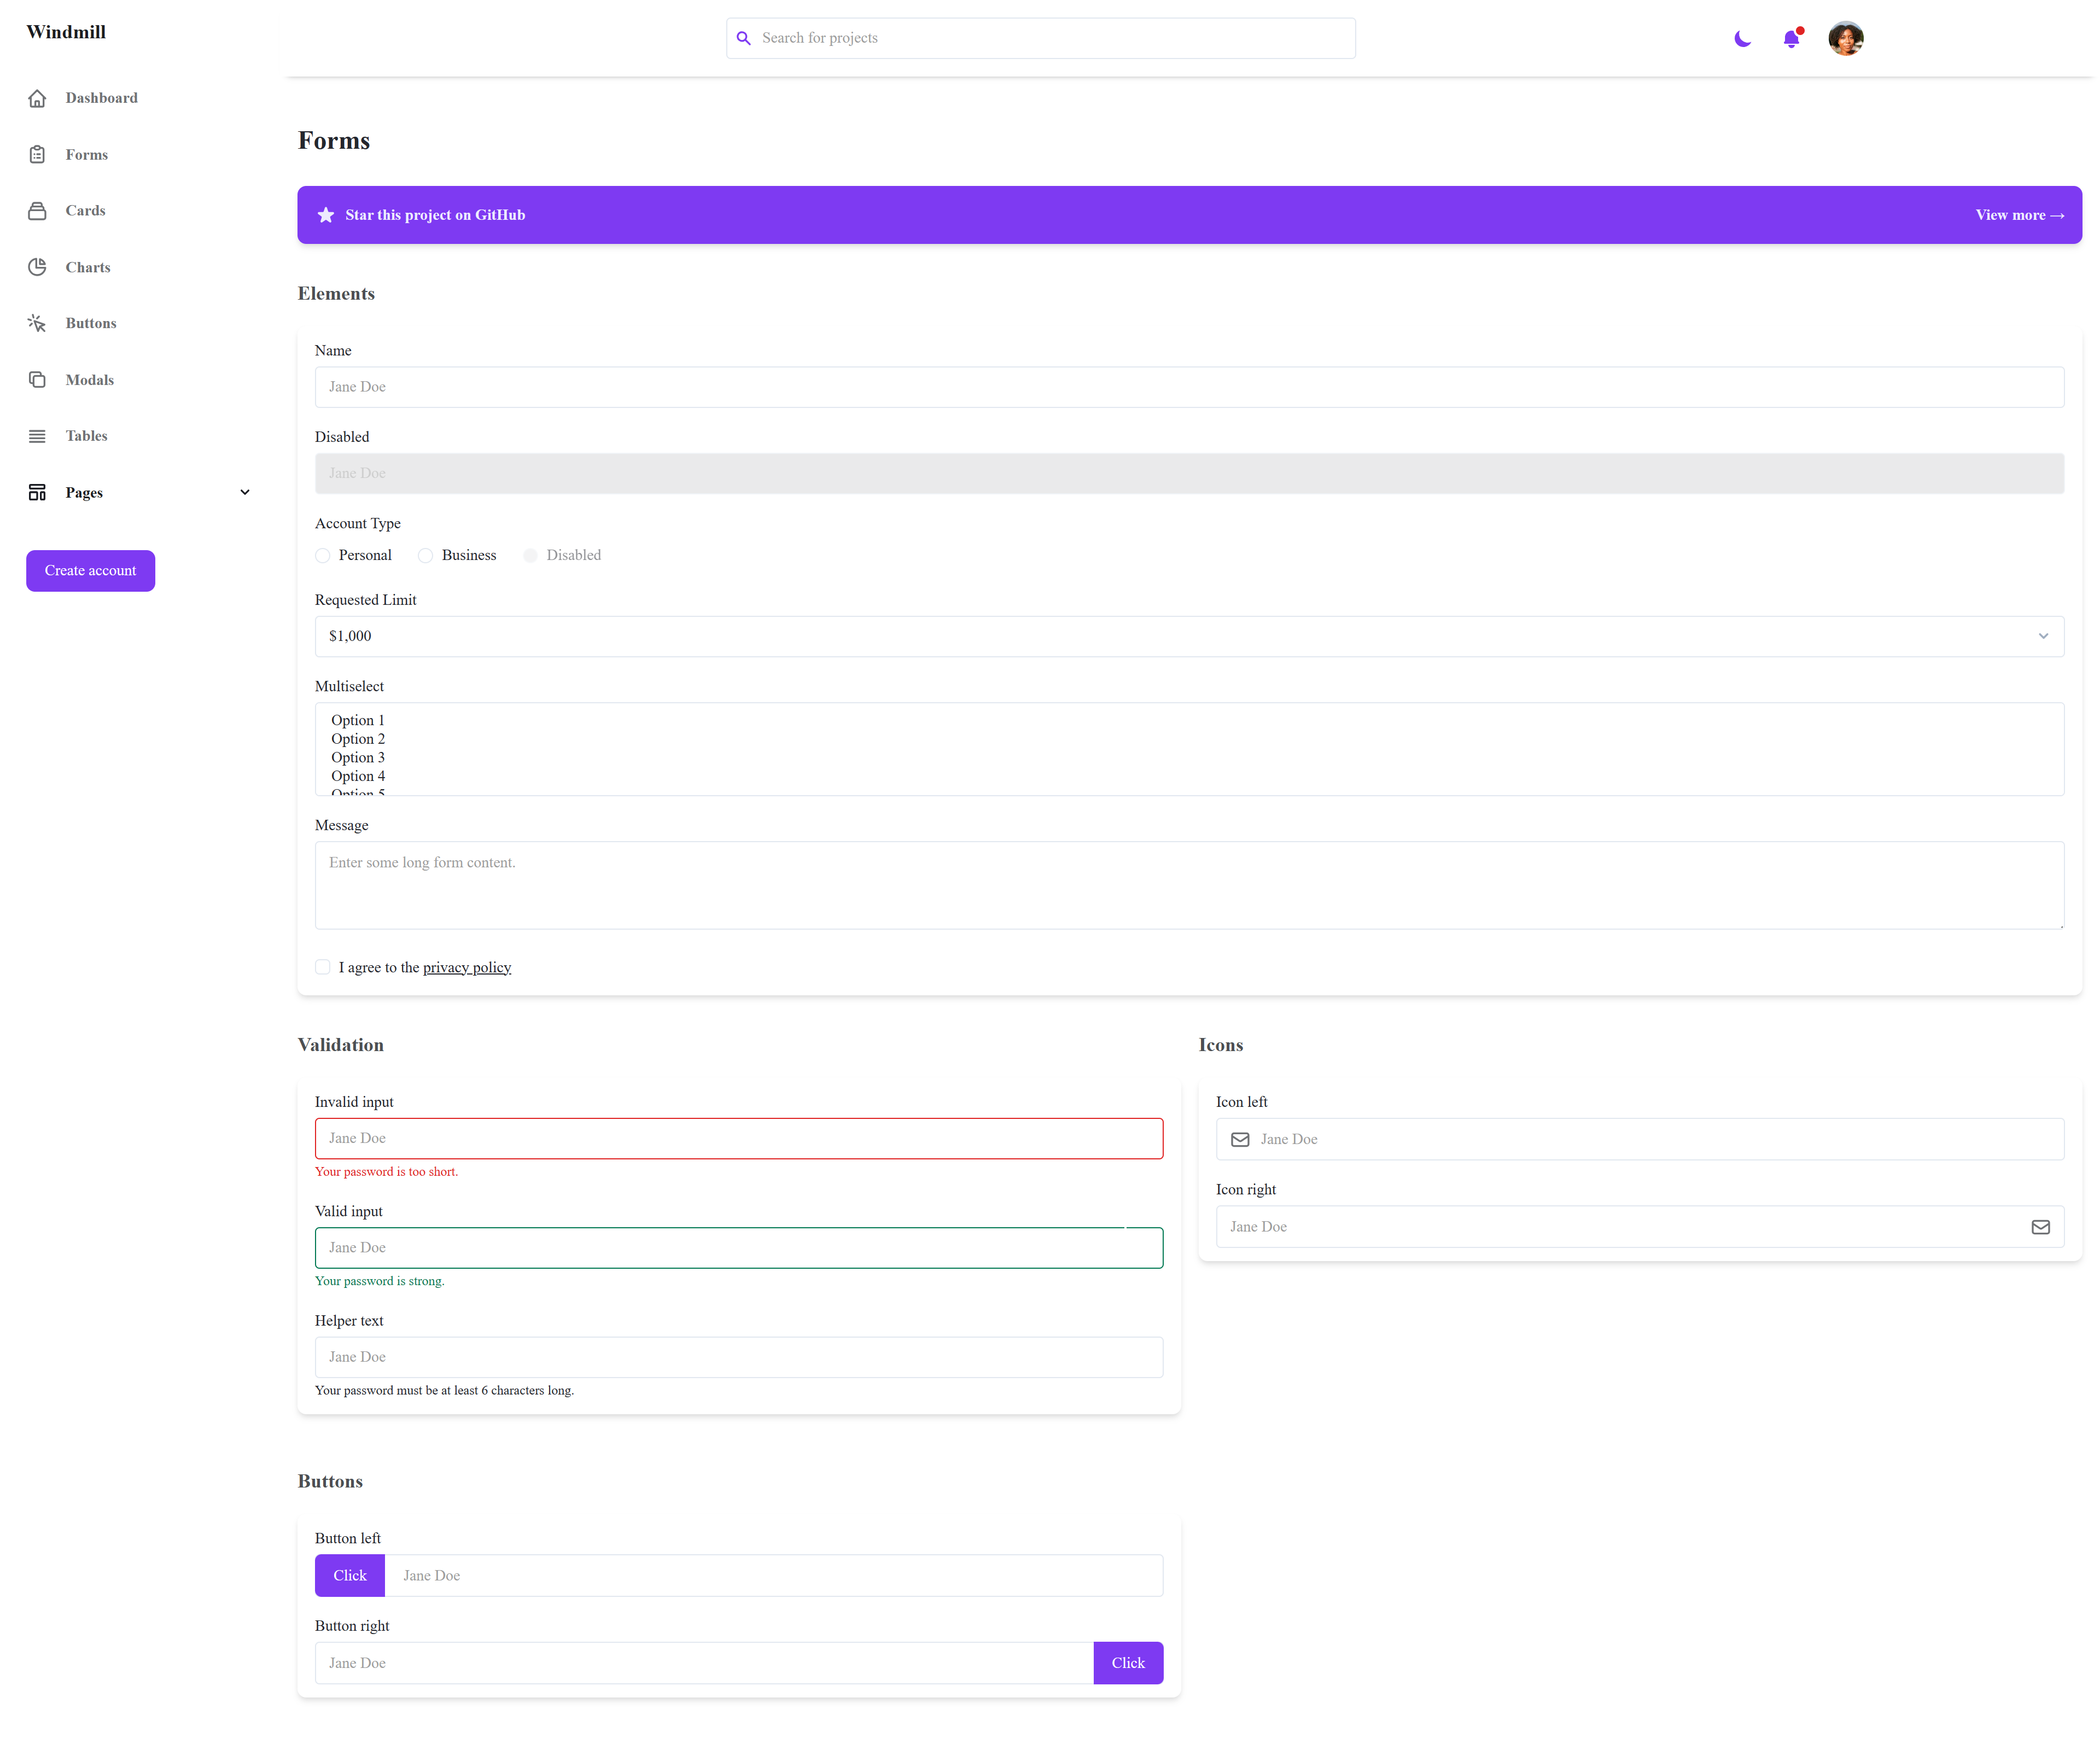 Windmill
Search for projects
Dashboard
Forms
Cards
Charts
Buttons
Modals
Tables
Pages
Create account
Forms
Star this project on GitHub
View more →
Elements
Name
Jane Doe
Disabled
Jane Doe
Account Type
Personal Business Disabled
Requested Limit
$1,000
Multiselect
Option 1
Option 2
Option 3
Option 4
Option 5
Message
Enter some long form content.
I agree to the privacy policy
Validation
Invalid input
Jane Doe
Your password is too short.
Valid input
Jane Doe
Your password is strong.
Helper text
Jane Doe
Your password must be at least 6 characters long.
Icons
Icon left
Jane Doe
Icon right
Jane Doe
Buttons
Button left
Click Jane Doe
Button right
Jane Doe Click